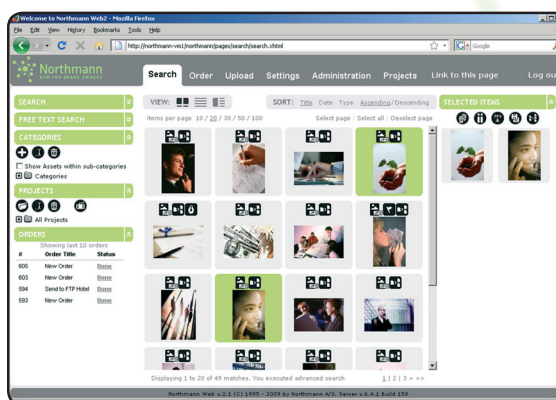 Welcome to Northmann Web2 - Mozilla Firefox
File Edit View History Bookmarks Tools Help
http://northmann-vm1/northmann/pages/search/search.xhtml
Google
Northmann
DAM FOR BRAND OWNERS
Search Order Upload Settings Administration Projects Link to this page Log ou
SEARCH
VIEW:
SORT: Title Date Type Ascending/Descending
SELECTED ITEMS
FREE TEXT SEARCH
items per page 10 / 20 / 30 / 50 / 100
Select page : Select all : Deselect page
CATEGORIES
Show Assets within sub-categories
Categories
PROJECTS
All Projects
ORDERS
Showing last 10 orders
# Order Title Status
605 New Order Done
603 New Order Done
594 Send to FTP Hotel Done
593 New Order Done
Displaying 1 to 20 of 49 matches. You executed advanced search
1 | 2 | 3 > >>
Northmann Web v.2.1 (C) 1995 - 2009 by Northmann A/S. Server v.6.4.1 Build 158